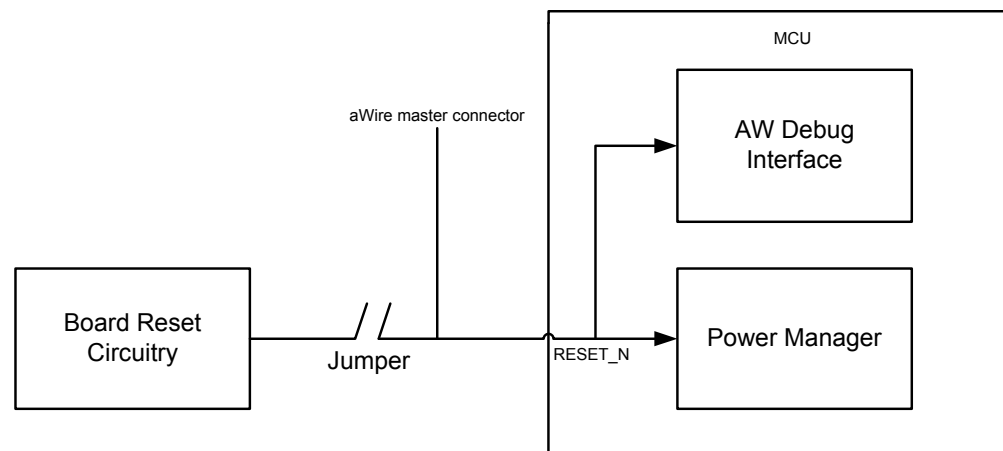 MCU
aWire master connector
AW Debug
Interface
Board Reset
Circuitry
Jumper
RESET_N
Power Manager